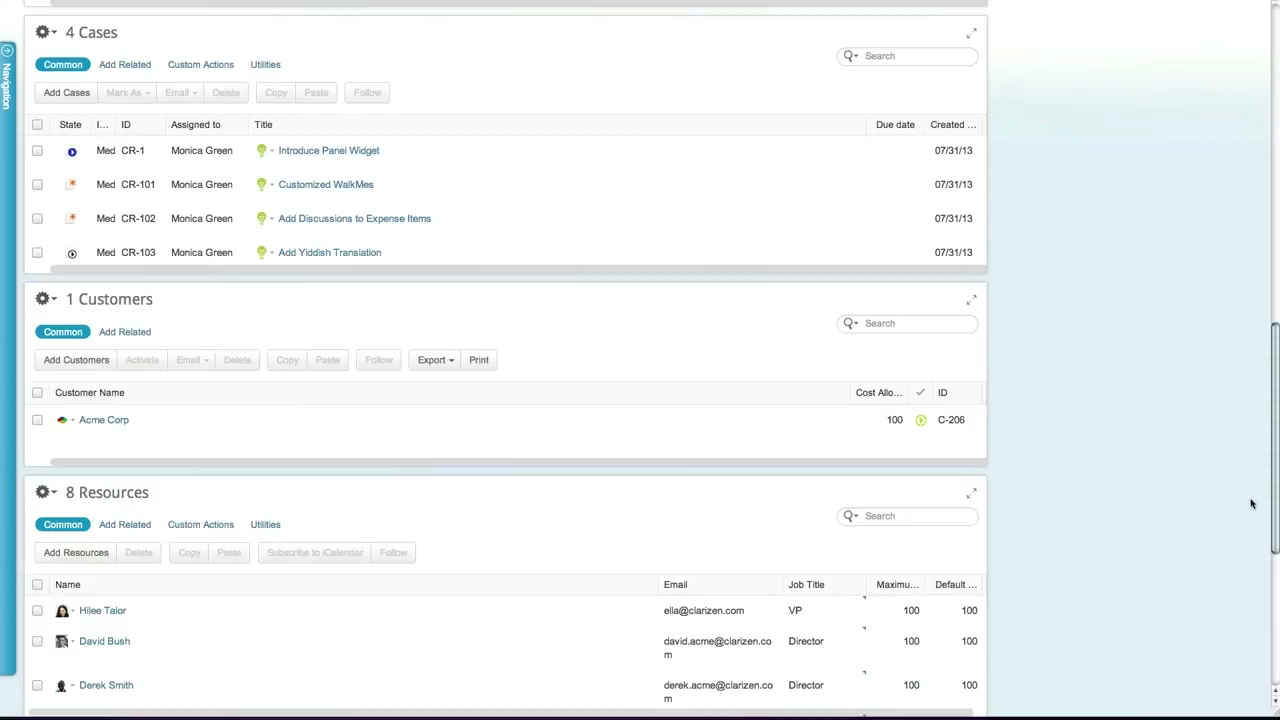 4 Cases
Common Add Related Custom Actions Utilities Search
Add Cases Mark As Email Delete Copy Paste Follow
State I... ID Assigned to Title Due date Created ...
Med CR-1 Monica Green Introduce Panel Widget 07/31/13
Med CR-101 Monica Green Customized WalkMes 07/31/13
Med CR-102 Monica Green Add Discussions to Expense Items 07/31/13
Med CR-103 Monica Green Add Yiddish Translation 07/31/13
Navigation
1 Customers
Common Add Related Search
Add Customers Activate Email Delete Copy Paste Follow Export Print
Customer Name Cost Allo... ID
Acme Corp 100 C-206
8 Resources
Common Add Related Custom Actions Utilities Search
Add Resources Delete Copy Paste Subscribe to iCalendar Follow
Name Email Job Title Maximu... Default ...
Hilee Talor ella@clarizen.com VP 100 100
David Bush david.acme@clarizen.co Director 100 100
m
Derek Smith derek.acme@clarizen.co Director 100 100
m